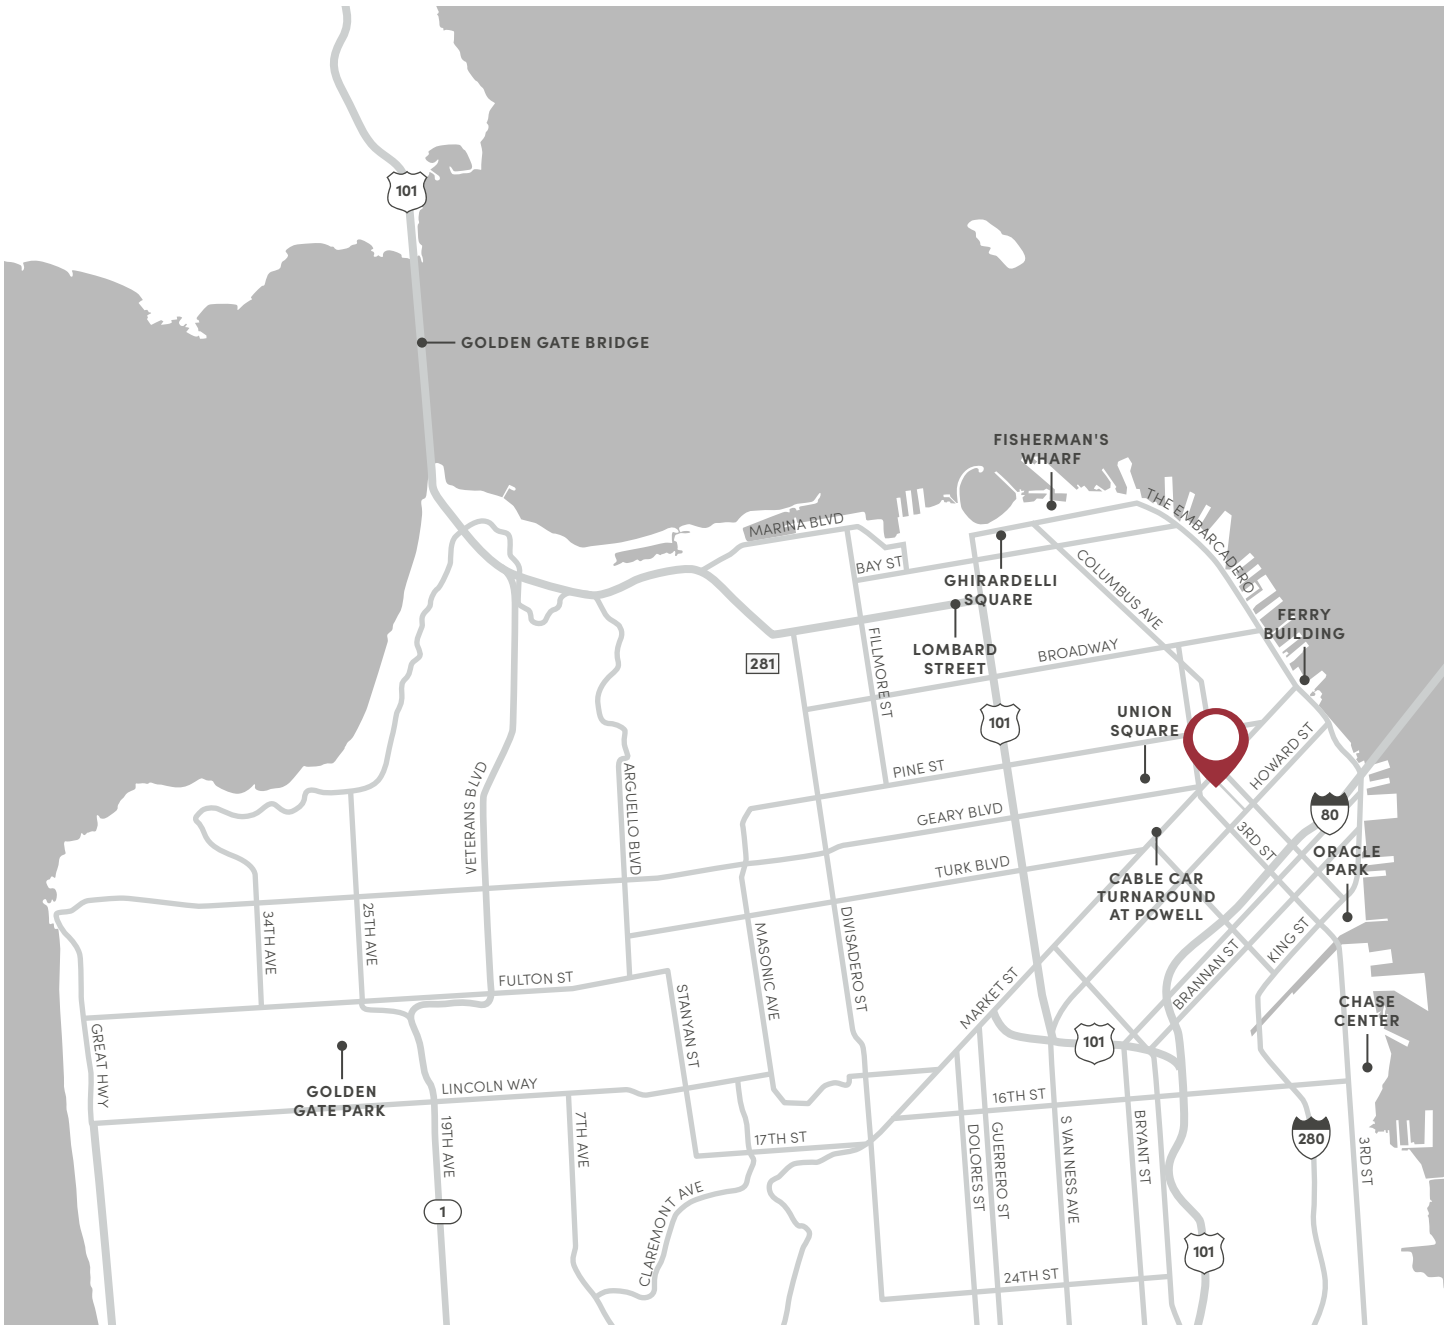 101
GOLDEN GATE BRIDGE
FISHERMAN'S
WHARF
THE EMBARCADERO
MARINA BLVD
BAY ST
COLUMBUS AVE
GHIRARDELLI
SQUARE
FERRY
BUILDING
LOMBARD
STREET
BROADWAY
FILLMORE ST
281
101
UNION
SQUARE
HOWARD ST
PINE ST
VETERANS BLVD
ARGUELLO BLVD
GEARY BLVD
80
3RD ST
ORACLE
PARK
TURK BLVD
CABLE CAR
TURNAROUND
AT POWELL
34TH AVE
25TH AVE
MASONIC AVE
DIVISADERO ST
KING ST
BRANNAN ST
FULTON ST
STANYAN ST
MARKET ST
CHASE
CENTER
GREAT HWY
101
GOLDEN
GATE PARK
LINCOLN WAY
16TH ST
19TH AVE
7TH AVE
17TH ST
DOLORES ST
GUERRERO ST
S VAN NESS AVE
BRYANT ST
280
3RD ST
CLAREMONT AVE
1
101
24TH ST